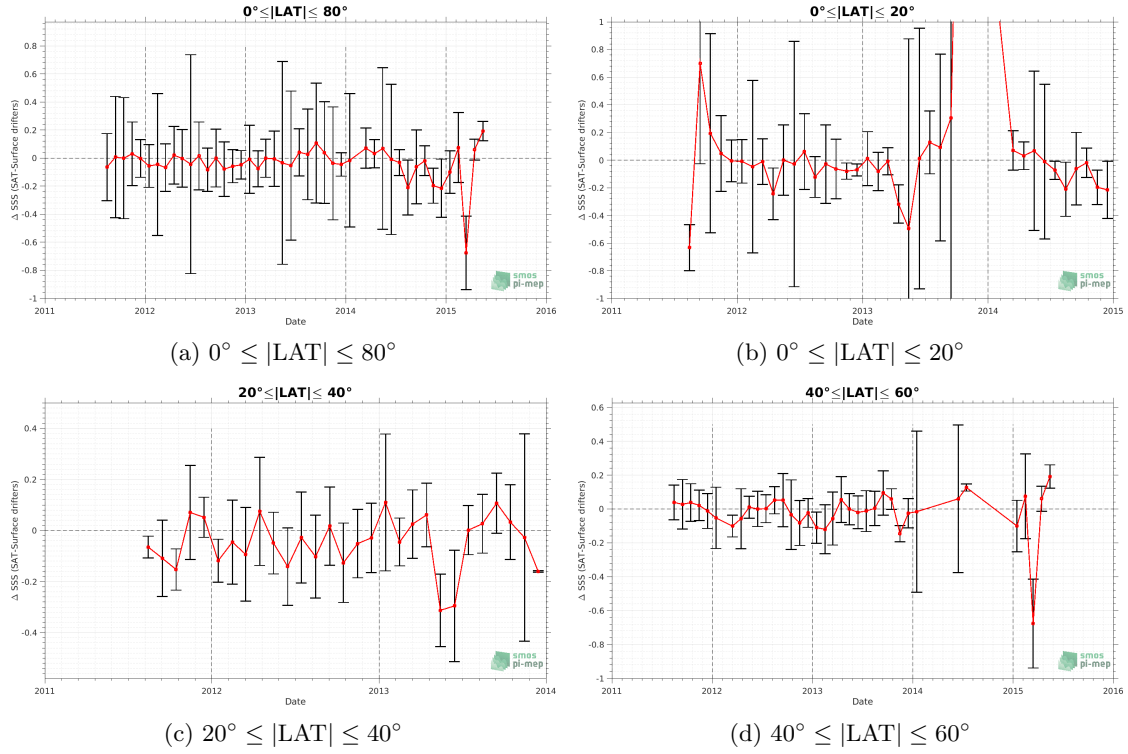 0°≤|LAT|≤ 80°
Δ SSS (SAT-Surface drifters)
0.8
0.6
0.4
0.2
0
-0.2
-0.4
-0.6
-0.8
-1
2011
2012
2013
2014
2015
2016
Date
smos
pi-mep
(a) 0° ≤ |LAT| ≤ 80°
0°≤|LAT|≤ 20°
Δ SSS (SAT-Surface drifters)
1
0.8
0.6
0.4
0.2
0
-0.2
-0.4
-0.6
-0.8
-1
2011
2012
2013
2014
2015
Date
smos
pi-mep
(b) 0° ≤ |LAT| ≤ 20°
20°≤|LAT|≤ 40°
Δ SSS (SAT-Surface drifters)
0.4
0.2
0
-0.2
-0.4
2011
2012
2013
2014
Date
smos
pi-mep
(c) 20° ≤ |LAT| ≤ 40°
40°≤|LAT|≤ 60°
Δ SSS (SAT-Surface drifters)
0.6
0.4
0.2
0
-0.2
-0.4
-0.6
-0.8
-1
2011
2012
2013
2014
2015
2016
Date
smos
pi-mep
(d) 40° ≤ |LAT| ≤ 60°